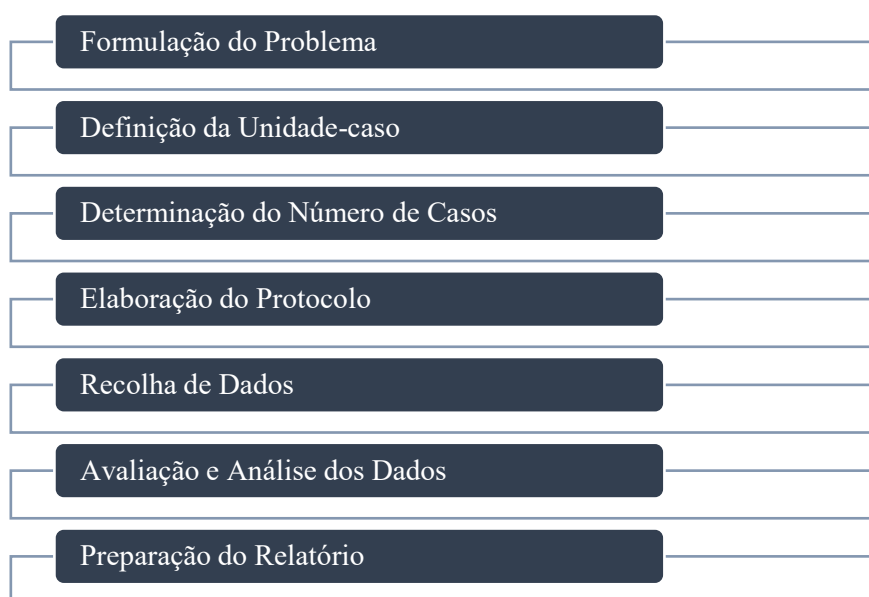 Formulação do Problema
Definição da Unidade-caso
Determinação do Número de Casos
Elaboração do Protocolo
Recolha de Dados
Avaliação e Análise dos Dados
Preparação do Relatório